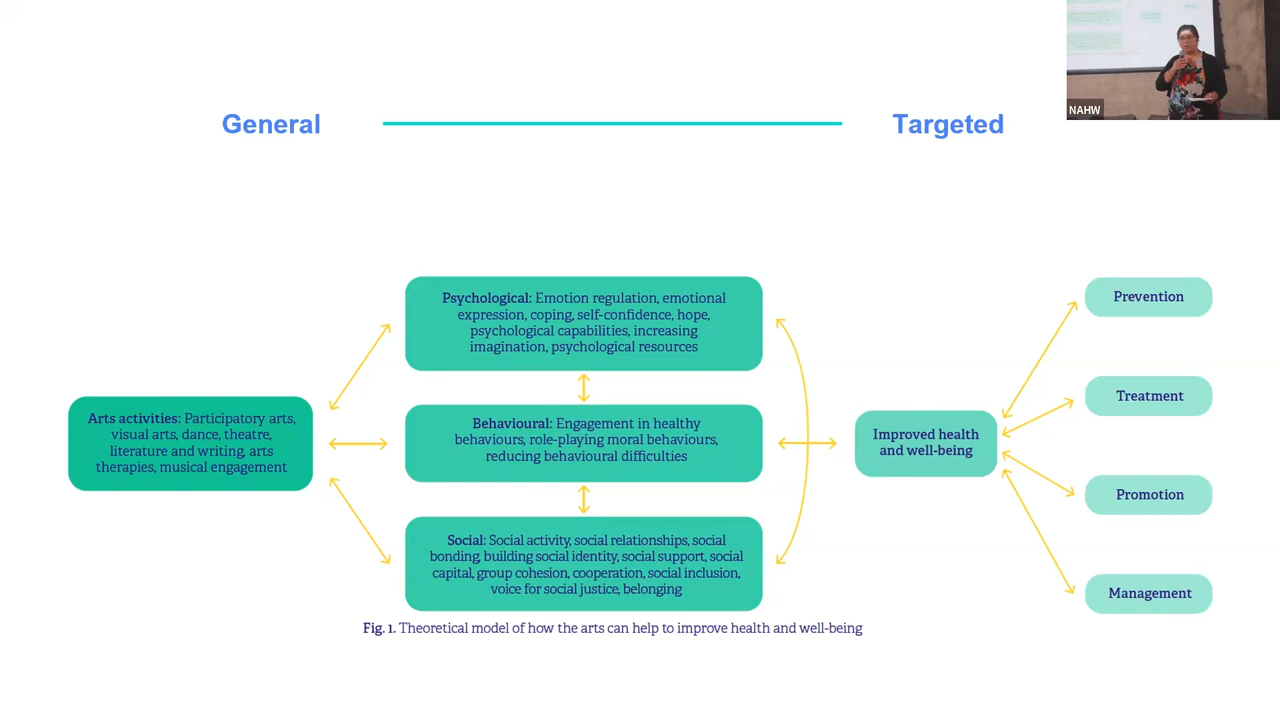 NAHW
General
Targeted
Arts activities: Participatory arts,
visual arts, dance, theatre,
literature and writing, arts
therapies, musical engagement
Psychological: Emotion regulation, emotional
expression, coping, self-confidence, hope,
psychological capabilities, increasing
imagination, psychological resources
Behavioural: Engagement in healthy
behaviours, role-playing moral behaviours,
reducing behavioural difficulties
Social: Social activity, social relationships, social
bonding, building social identity, social support, social
capital, group cohesion, cooperation, social inclusion,
voice for social justice, belonging
Improved health
and well-being
Prevention
Treatment
Promotion
Management
Fig. 1. Theoretical model of how the arts can help to improve health and well-being